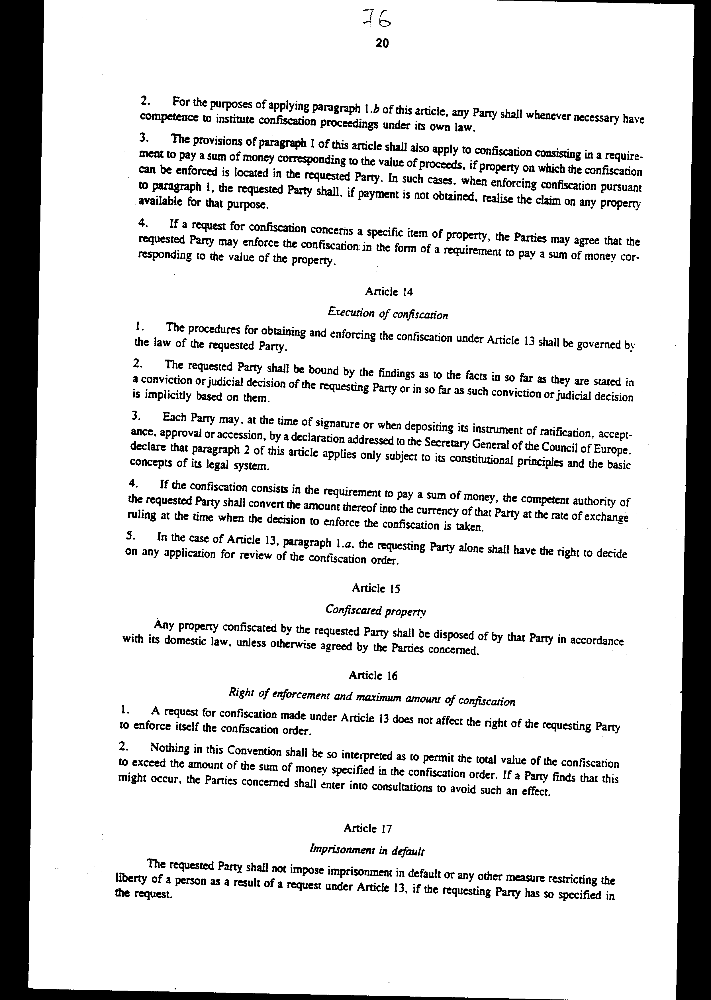 76
20
2. For the purposes of applying paragraph 1.b of this article, any Party shall whenever necessary have
competence to institute confiscation proceedings under its own law.
3. The provisions of paragraph 1 of this article shall also apply to confiscation consisting in a require-
ment to pay a sum of money corresponding to the value of proceeds, if property on which the confiscation
can be enforced is located in the requested Party. In such cases, when enforcing confiscation pursuant
to paragraph 1, the requested Party shall, if payment is not obtained, realise the claim on any property
available for that purpose.
4. If a request for confiscation concerns a specific item of property, the Parties may agree that the
requested Party may enforce the confiscation in the form of a requirement to pay a sum of money cor-
responding to the value of the property.
Article 14
Execution of confiscation
1. The procedures for obtaining and enforcing the confiscation under Article 13 shall be governed by
the law of the requested Party.
2. The requested Party shall be bound by the findings as to the facts in so far as they are stated in
a conviction or judicial decision of the requesting Party or in so far as such conviction or judicial decision
is implicitly based on them.
3. Each Party may, at the time of signature or when depositing its instrument of ratification, accept-
ance, approval or accession, by a declaration addressed to the Secretary General of the Council of Europe,
declare that paragraph 2 of this article applies only subject to its constitutional principles and the basic
concepts of its legal system.
4. If the confiscation consists in the requirement to pay a sum of money, the competent authority of
the requested Party shall convert the amount thereof into the currency of that Party at the rate of exchange
ruling at the time when the decision to enforce the confiscation is taken.
5. In the case of Article 13, paragraph 1.a, the requesting Party alone shall have the right to decide
on any application for review of the confiscation order.
Article 15
Confiscated property
Any property confiscated by the requested Party shall be disposed of by that Party in accordance
with its domestic law, unless otherwise agreed by the Parties concerned.
Article 16
Right of enforcement and maximum amount of confiscation
1. A request for confiscation made under Article 13 does not affect the right of the requesting Party
to enforce itself the confiscation order.
2. Nothing in this Convention shall be so interpreted as to permit the total value of the confiscation
to exceed the amount of the sum of money specified in the confiscation order. If a Party finds that this
might occur, the Parties concerned shall enter into consultations to avoid such an effect.
Article 17
Imprisonment in default
The requested Party shall not impose imprisonment in default or any other measure restricting the
liberty of a person as a result of a request under Article 13, if the requesting Party has so specified in
the request.